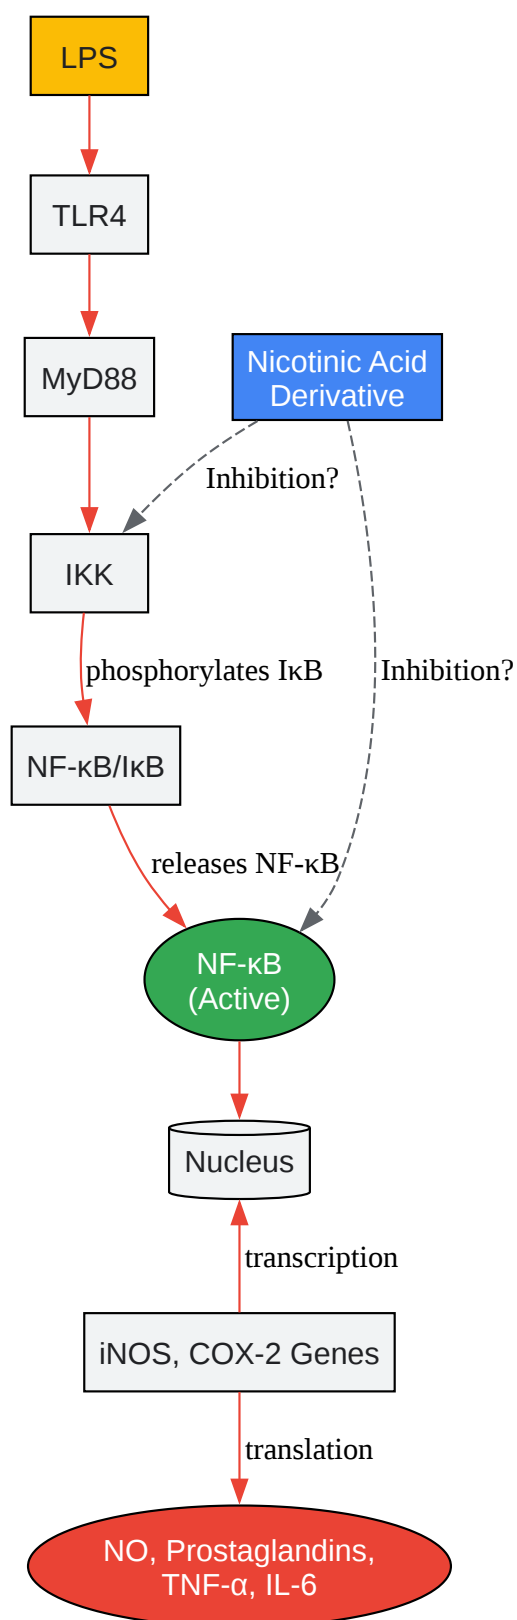 LPS
TLR4
MyD88
Nicotinic Acid
Derivative
Inhibition?
IKK
phosphorylates IκB
Inhibition?
NF-κB/IκB
releases NF-κB
NF-κB
(Active)
Nucleus
transcription
iNOS, COX-2 Genes
translation
NO, Prostaglandins,
TNF-α, IL-6